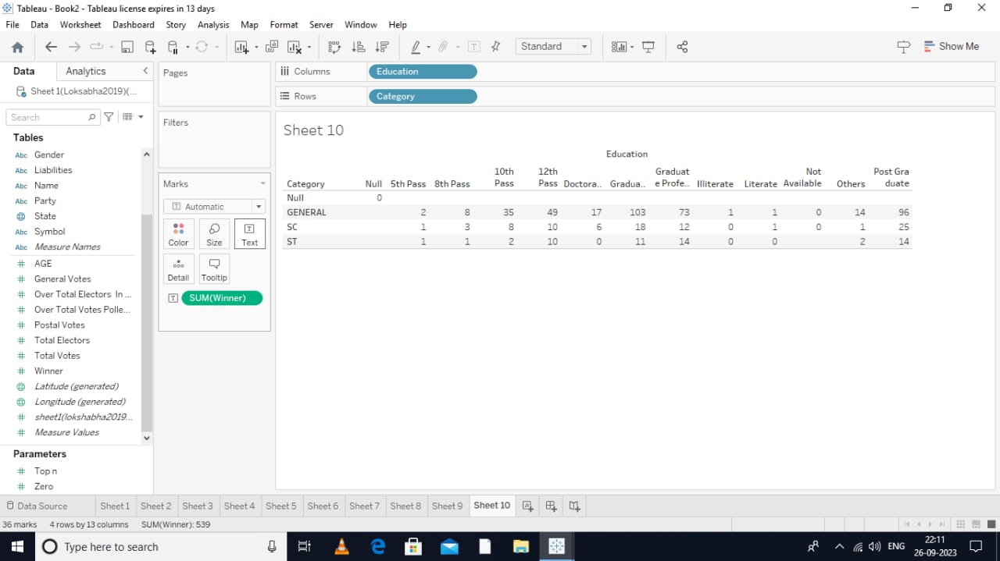 Tableau - Book2 - Tableau license expires in 13 days
File Data Worksheet Dashboard Story Analysis Map Format Server Window Help
Standard Show Me
Data Analytics
Sheet 1(Loksabha2019)(...
Search
Tables
Abc Gender
Abc Liabilities
Abc Name
Abc Party
State
Abc Symbol
Abc Measure Names
AGE
General Votes
Over Total Electors In ...
Over Total Votes Polle...
Postal Votes
Total Electors
Total Votes
Winner
Latitude (generated)
Longitude (generated)
sheet1(lokshabha2019...
Measure Values
Parameters
Top n
Zero
Pages
Filters
Marks
Automatic
Color Size Text
Detail Tooltip
SUM(Winner)
Columns Education
Rows Category
Sheet 10
Education
Category Null 5th Pass 8th Pass 10th Pass 12th Pass Doctora.. Gradua.. Graduat e Profe.. Illiterate Literate Not Available Others Post Gra duate
Null 0
GENERAL 2 8 35 49 17 103 73 1 1 0 14 96
SC 1 3 8 10 6 18 12 0 1 0 1 25
ST 1 1 2 10 0 11 14 0 0 2 14
Data Source Sheet 1 Sheet 2 Sheet 3 Sheet 4 Sheet 5 Sheet 6 Sheet 7 Sheet 8 Sheet 9 Sheet 10
36 marks 4 rows by 13 columns SUM(Winner): 539
Type here to search
ENG
22:11
26-09-2023